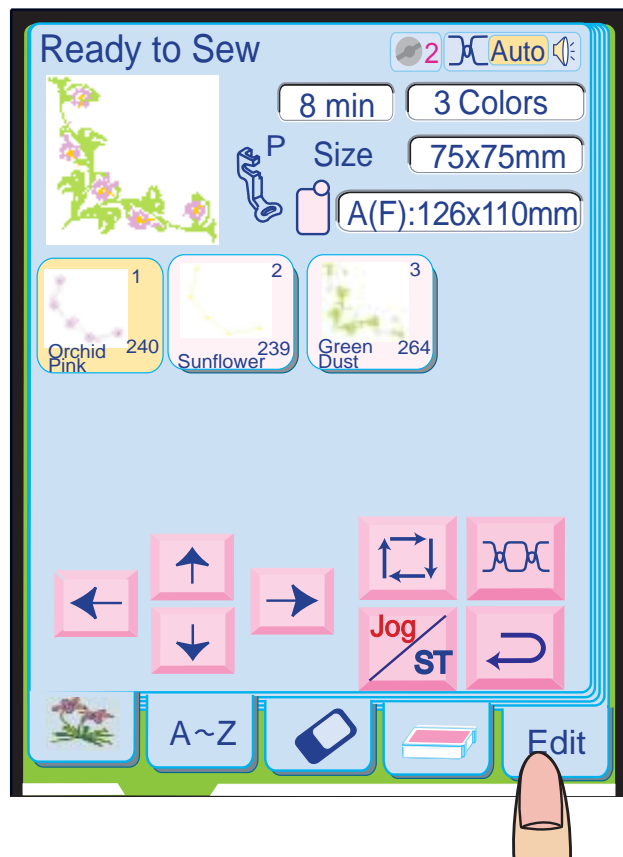 Ready to Sew
2 Auto
8 min
3 Colors
P
Size
75x75mm
A(F):126x110mm
1
Orchid
Pink
240
2
Sunflower
239
3
Green
Dust
264
Jog
ST
A~Z
Edit